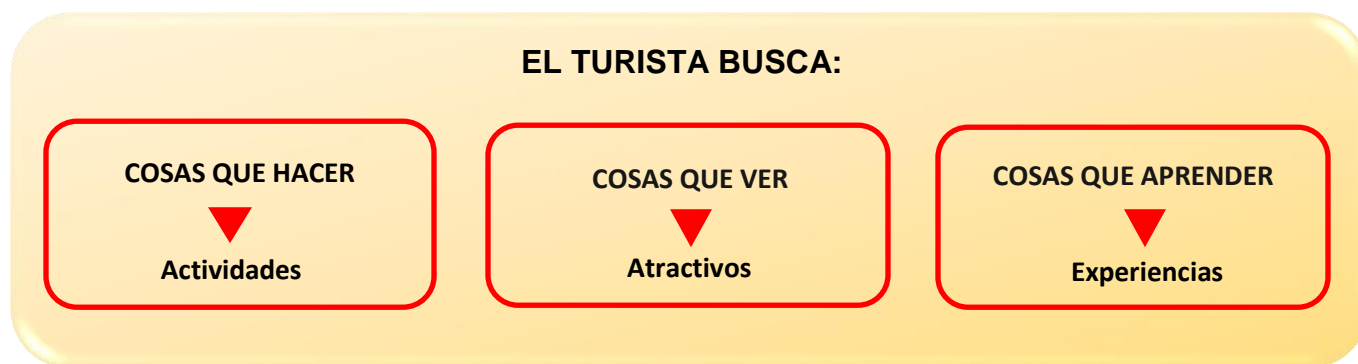 EL TURISTA BUSCA:
COSAS QUE HACER
Actividades
COSAS QUE VER
Atractivos
COSAS QUE APRENDER
Experiencias